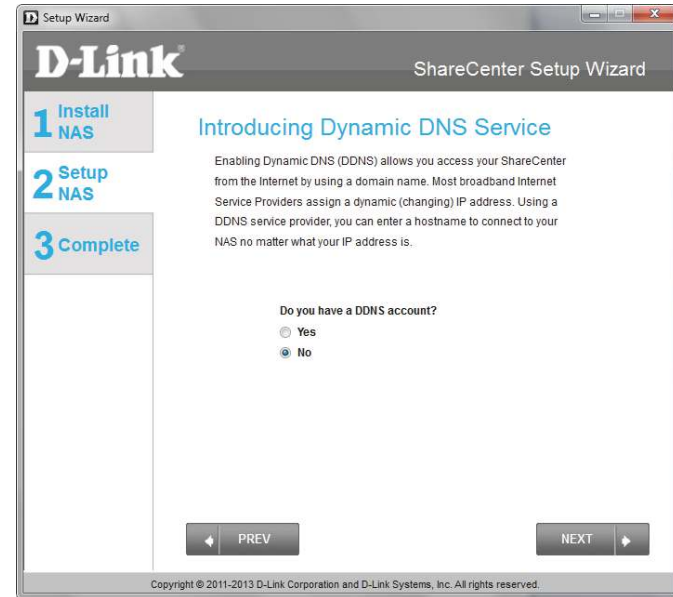 Setup Wizard
D-Link
ShareCenter Setup Wizard
1 Install
NAS
2 Setup
NAS
3 Complete
Introducing Dynamic DNS Service
Enabling Dynamic DNS (DDNS) allows you access your ShareCenter
from the Internet by using a domain name. Most broadband Internet
Service Providers assign a dynamic (changing) IP address. Using a
DDNS service provider, you can enter a hostname to connect to your
NAS no matter what your IP address is.
Do you have a DDNS account?
Yes
No
PREV
NEXT
Copyright © 2011-2013 D-Link Corporation and D-Link Systems, Inc. All rights reserved.